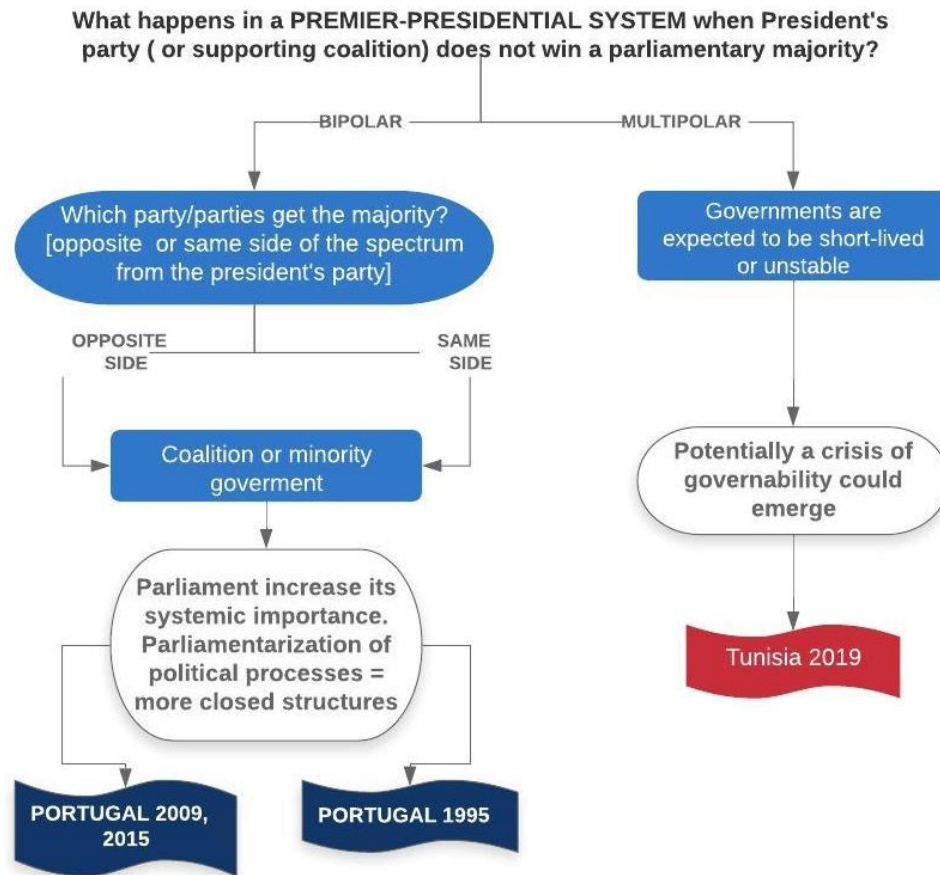 What happens in a PREMIER-PRESIDENTIAL SYSTEM when President's
party ( or supporting coalition) does not win a parliamentary majority?
BIPOLAR
MULTIPOLAR
Which party/parties get the majority?
[opposite or same side of the spectrum
from the president's party]
Governments are
expected to be short-lived
or unstable
OPPOSITE
SIDE
SAME
SIDE
Coalition or minority
goverment
Potentially a crisis of
governability could
emerge
Parliament increase its
systemic importance.
Parliamentarization of
political processes =
more closed structures
Tunisia 2019
PORTUGAL 2009,
2015
PORTUGAL 1995